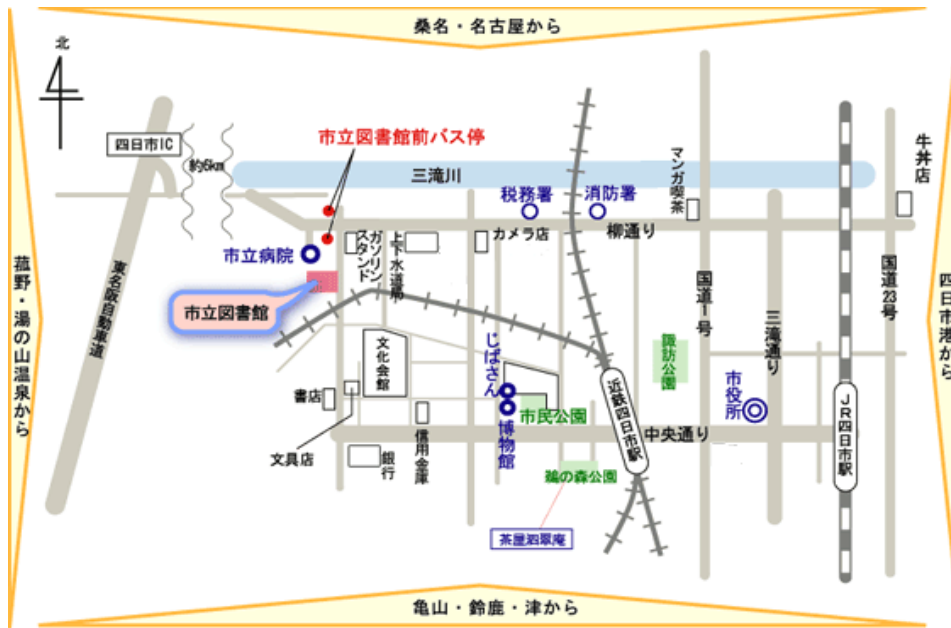 桑名・名古屋から
北
市立図書館前バス停
四日市IC
約6km
三滝川
マンガ喫茶
牛丼店
税務署
消防署
柳通り
カメラ店
市立病院
ガソリン
スタンド
上下水道局
市立図書館
東名阪自動車道
菰野・湯の山温泉から
四日市港から
国道1号
国道23号
三滝通り
諏訪公園
市役所
文化会館
じばさん
近鉄四日市駅
JR四日市駅
書店
市民公園
博物館
中央通り
文具店
銀行
信用金庫
鵜の森公園
茶屋泗翠庵
亀山・鈴鹿・津から